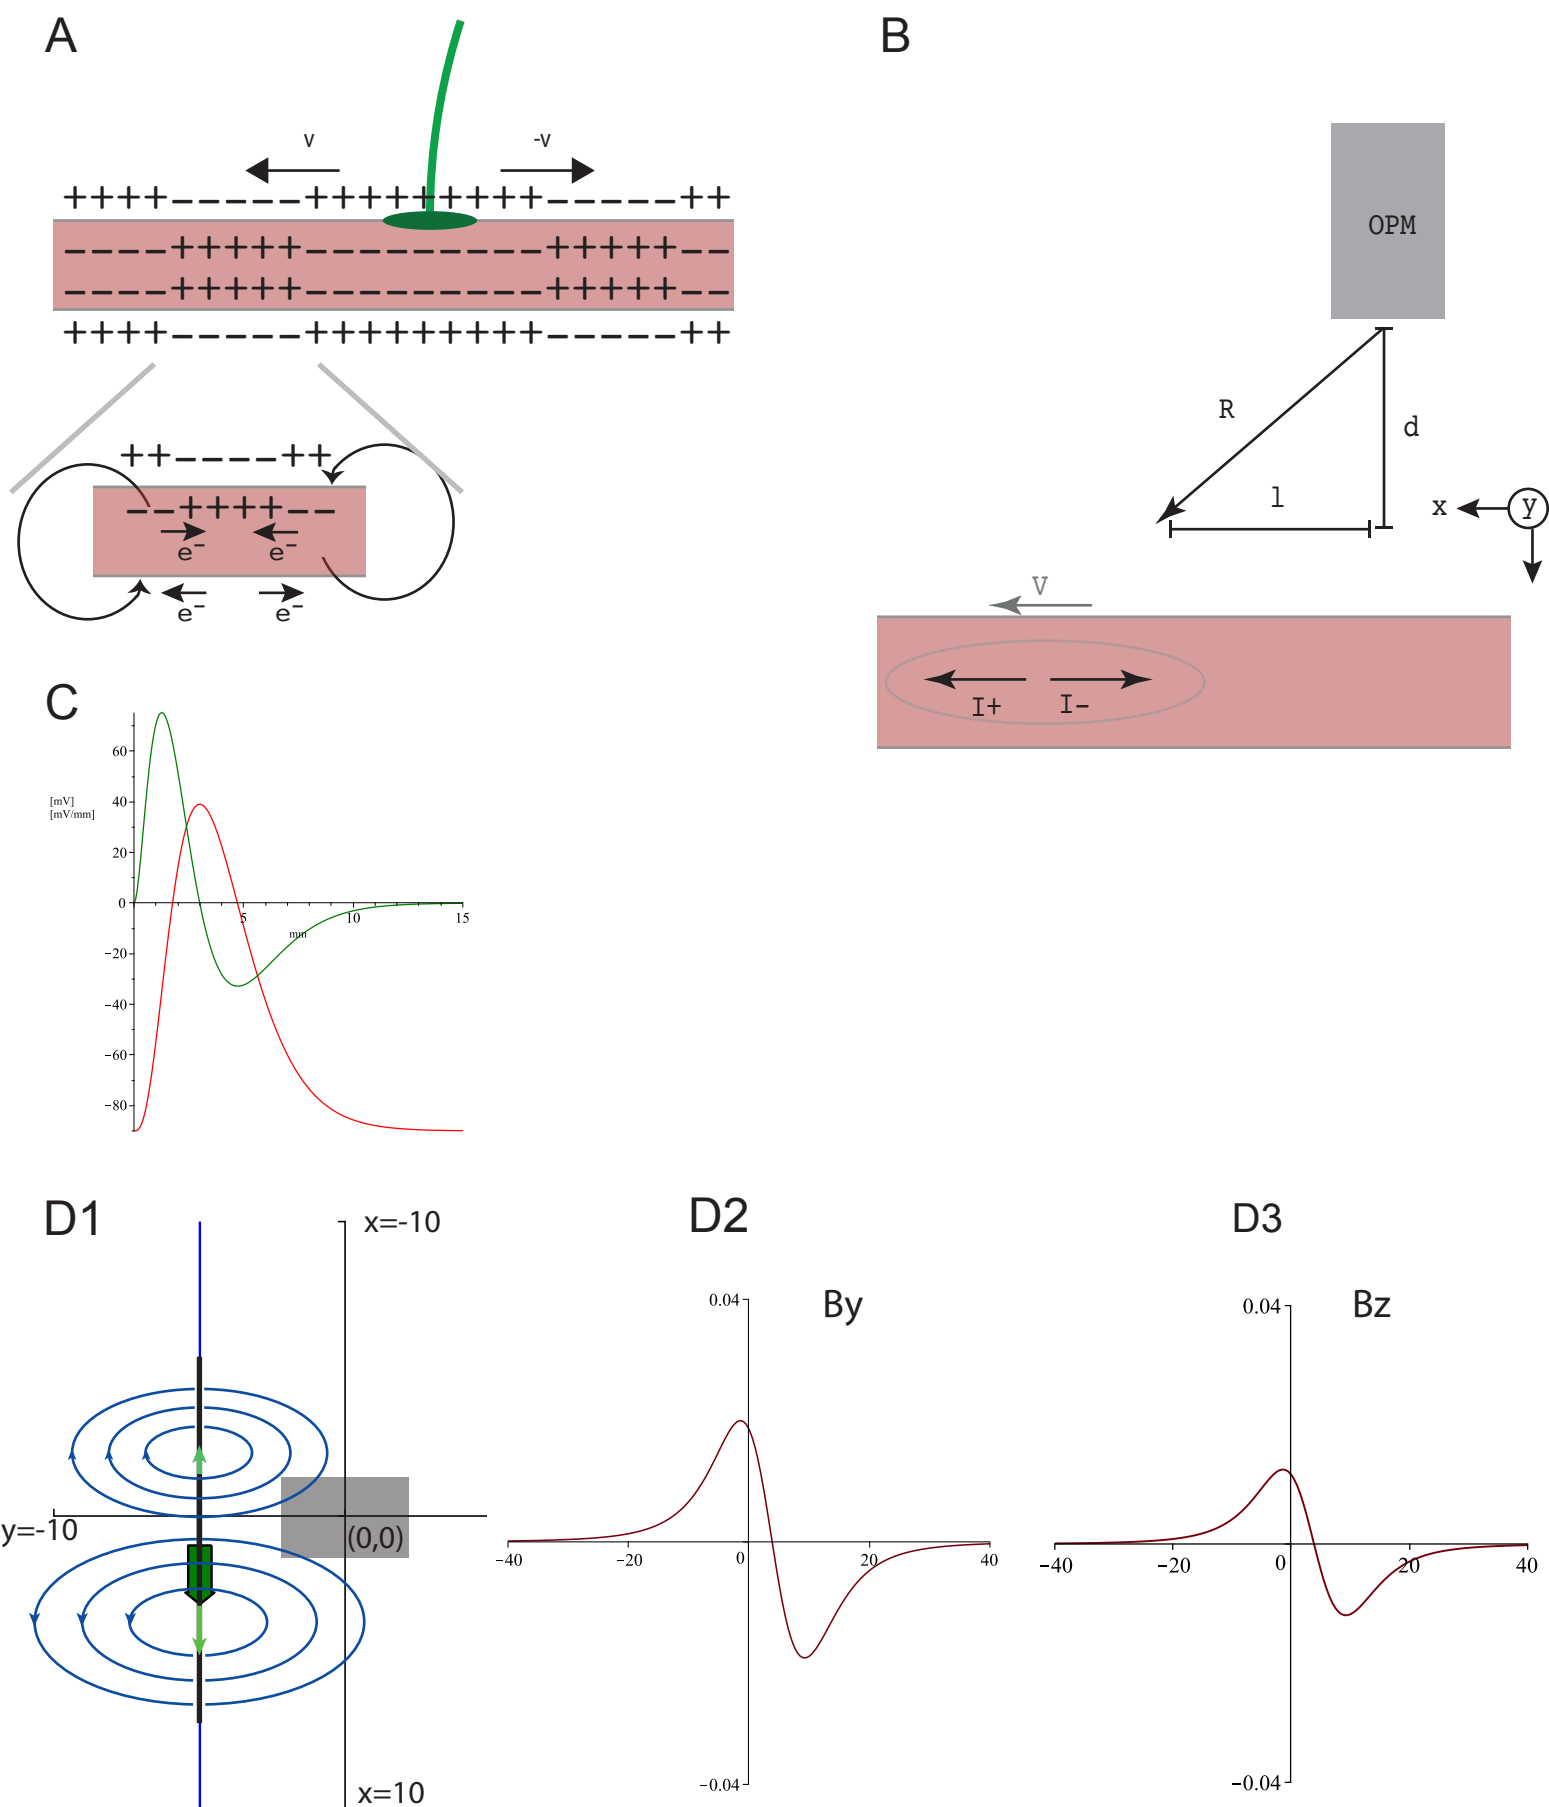 A
v
-v
++++−−−−−+++++++++−−−−−++
−−−−+++++−−−−−−−−−+++++−−
−−−−+++++−−−−−−−−−+++++−−
++++−−−−−+++++++++−−−−−++
++−−−−++
−−++++−−
e⁻
e⁻
e⁻
e⁻
B
OPM
R
d
l
x
y
V
I+
I−
C
[mV]
[mV/mm]
60
40
20
0
−20
−40
−60
−80
5
10
15
mm
D1
x=-10
y=-10
(0,0)
x=10
D2
By
0.04
−40
−20
0
20
40
−0.04
D3
Bz
0.04
−40
−20
0
20
40
−0.04